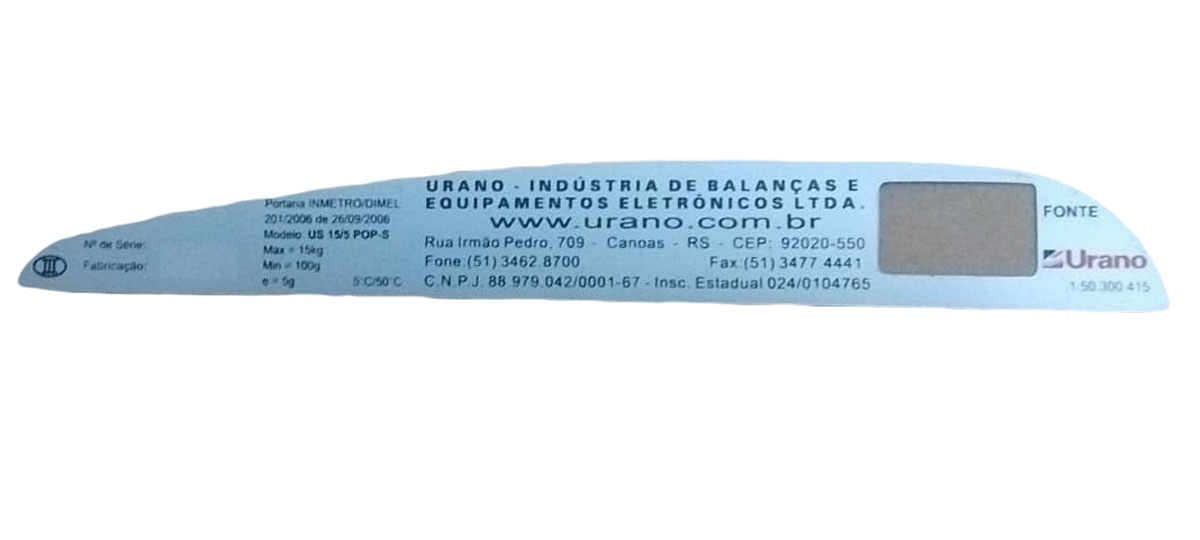 III
Nº de Série:
Fabricação:
Portaria INMETRO/DIMEL
201/2006 de 26/09/2006
Modelo: US 15/5 POP-S
Max = 15kg
Min = 100g
e = 5g 5°C/50°C
URANO - INDÚSTRIA DE BALANÇAS E
EQUIPAMENTOS ELETRÔNICOS LTDA.
www.urano.com.br
Rua Irmão Pedro, 709 - Canoas - RS - CEP: 92020-550
Fone:(51) 3462.8700 Fax:(51) 3477.4441
C.N.P.J. 88.979.042/0001-67 - Insc. Estadual 024/0104765
FONTE
Urano
1.50.300.415